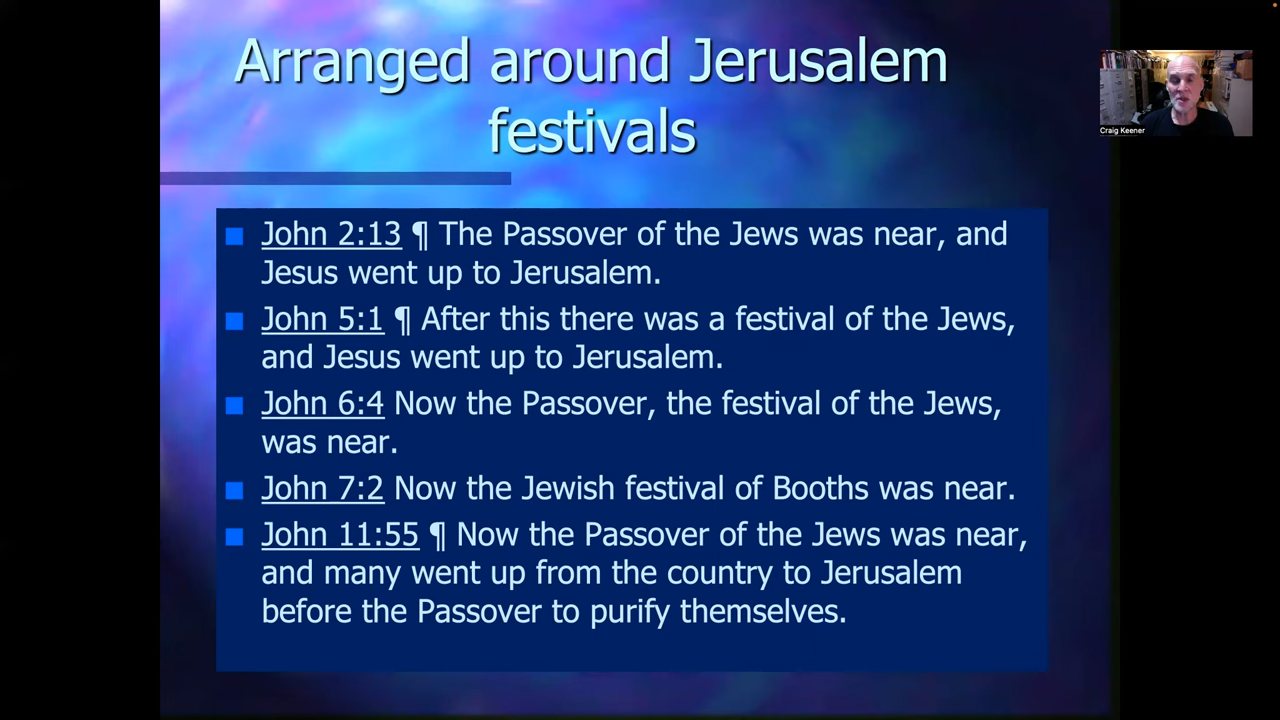 Arranged around Jerusalem
festivals
John 2:13 ¶ The Passover of the Jews was near, and
Jesus went up to Jerusalem.
John 5:1 ¶ After this there was a festival of the Jews,
and Jesus went up to Jerusalem.
John 6:4 Now the Passover, the festival of the Jews,
was near.
John 7:2 Now the Jewish festival of Booths was near.
John 11:55 ¶ Now the Passover of the Jews was near,
and many went up from the country to Jerusalem
before the Passover to purify themselves.
Craig Keener